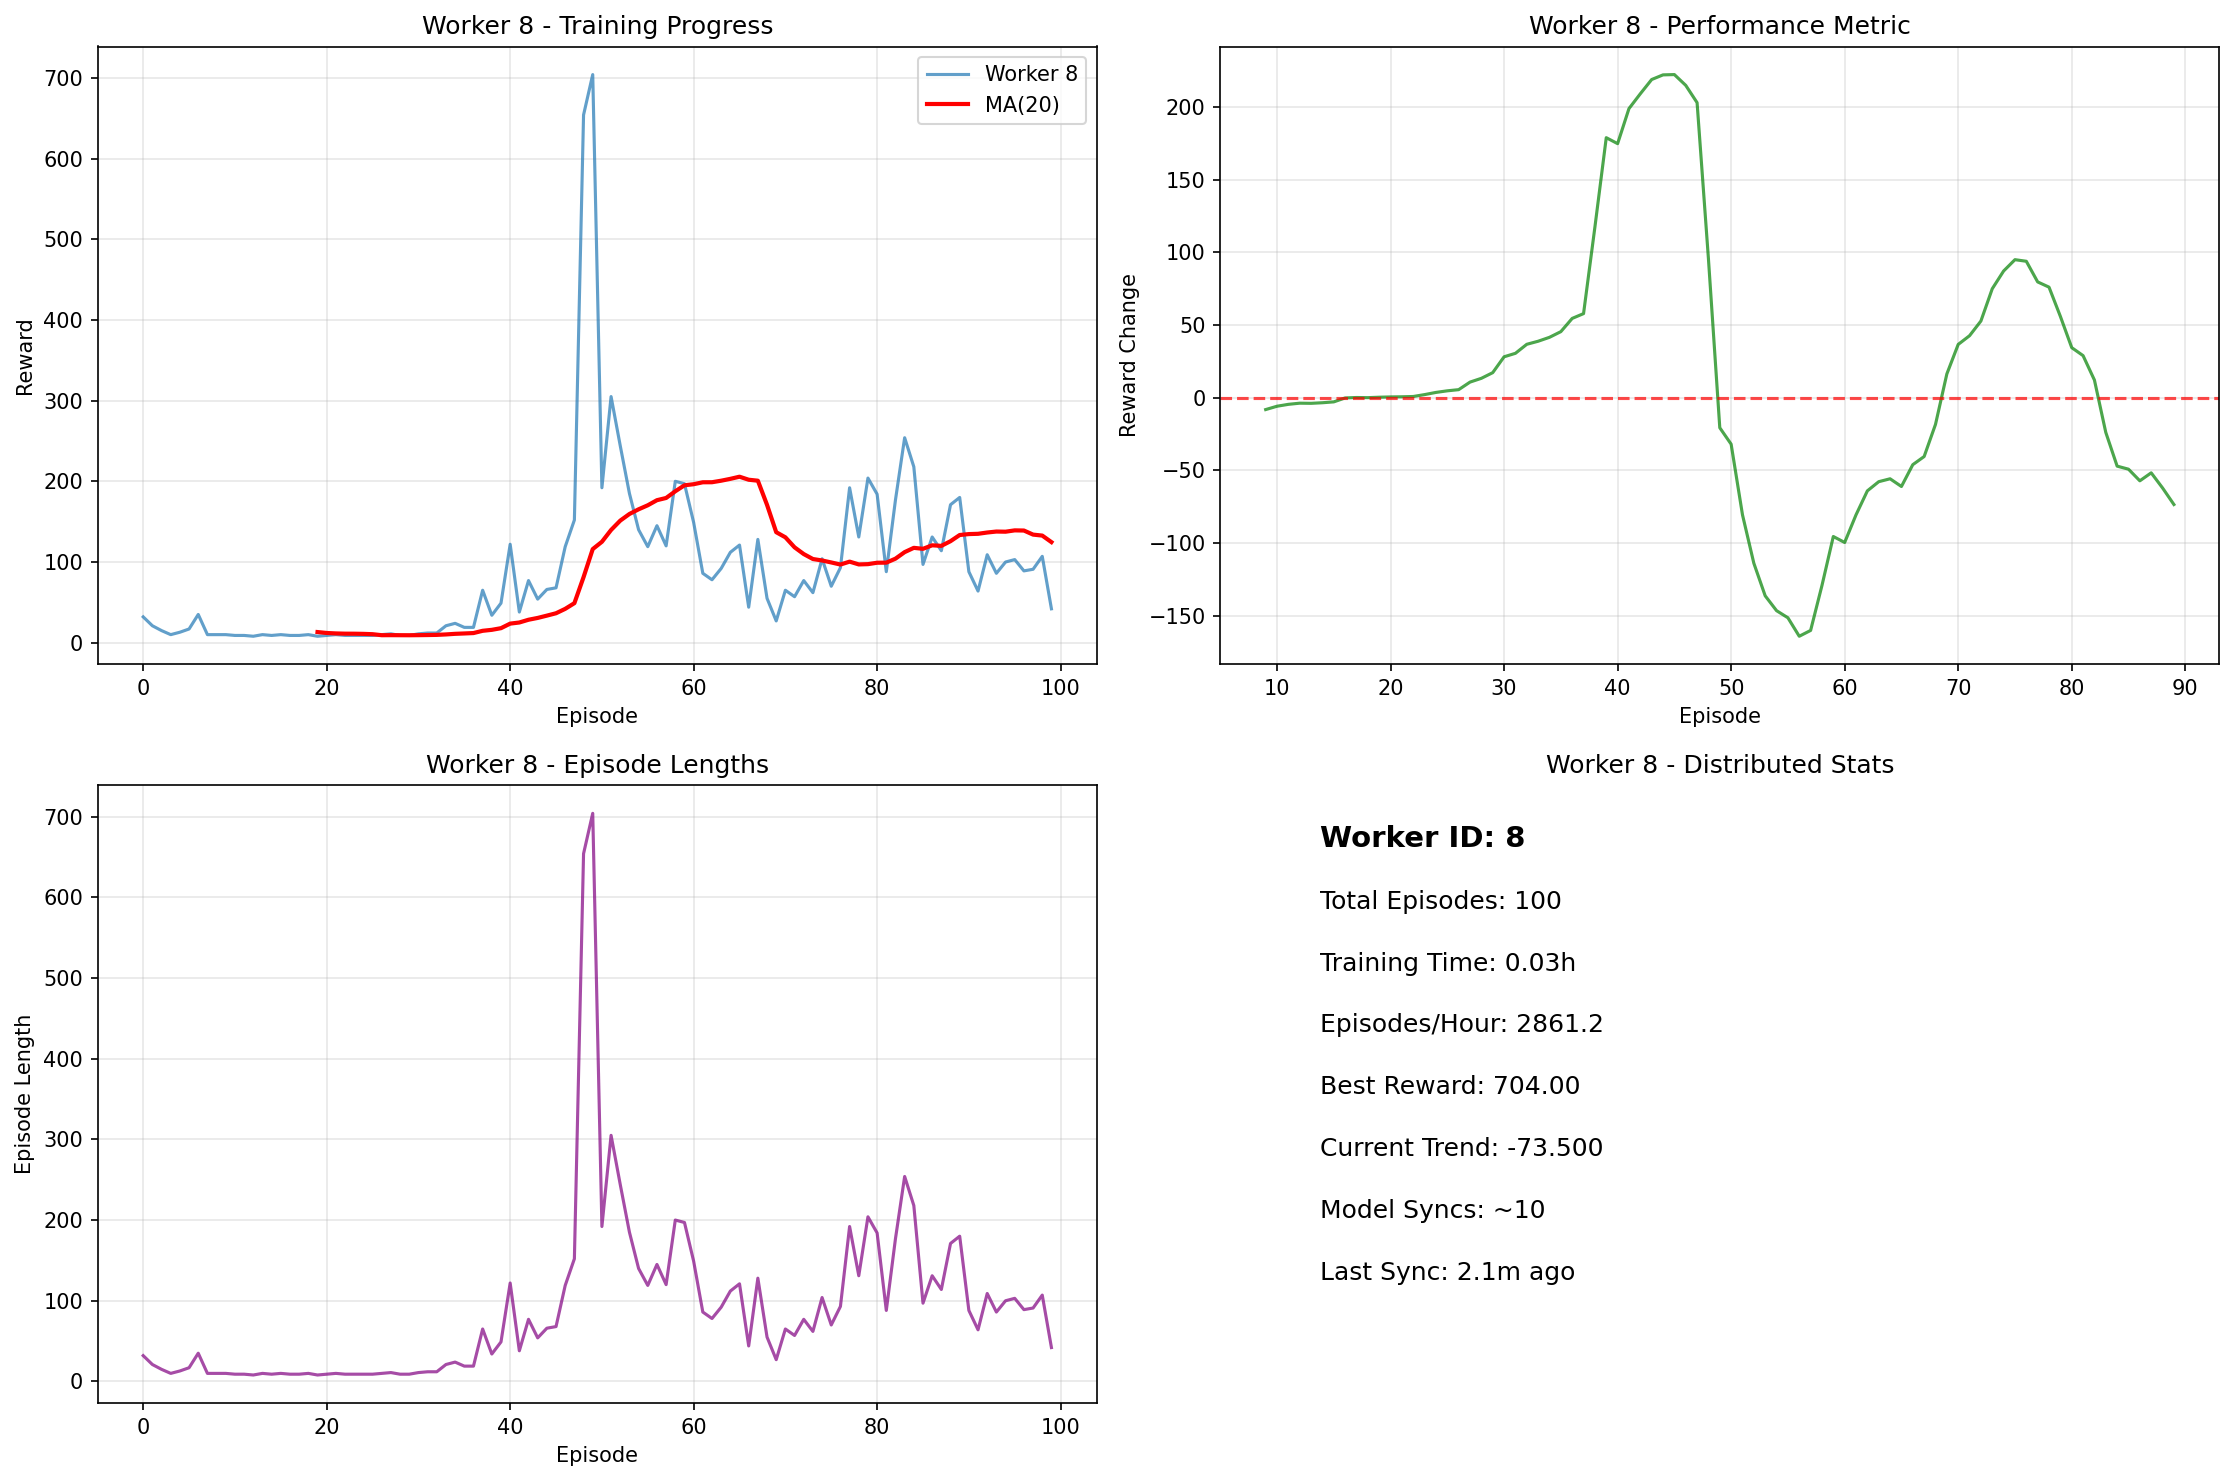 Worker 8 - Training Progress
Worker 8
MA(20)
Reward
700
600
500
400
300
200
100
0
0 20 40 60 80 100
Episode
Worker 8 - Performance Metric
Reward Change
200
150
100
50
0
−50
−100
−150
10 20 30 40 50 60 70 80 90
Episode
Worker 8 - Episode Lengths
Episode Length
700
600
500
400
300
200
100
0
0 20 40 60 80 100
Episode
Worker 8 - Distributed Stats
Worker ID: 8
Total Episodes: 100
Training Time: 0.03h
Episodes/Hour: 2861.2
Best Reward: 704.00
Current Trend: -73.500
Model Syncs: ~10
Last Sync: 2.1m ago